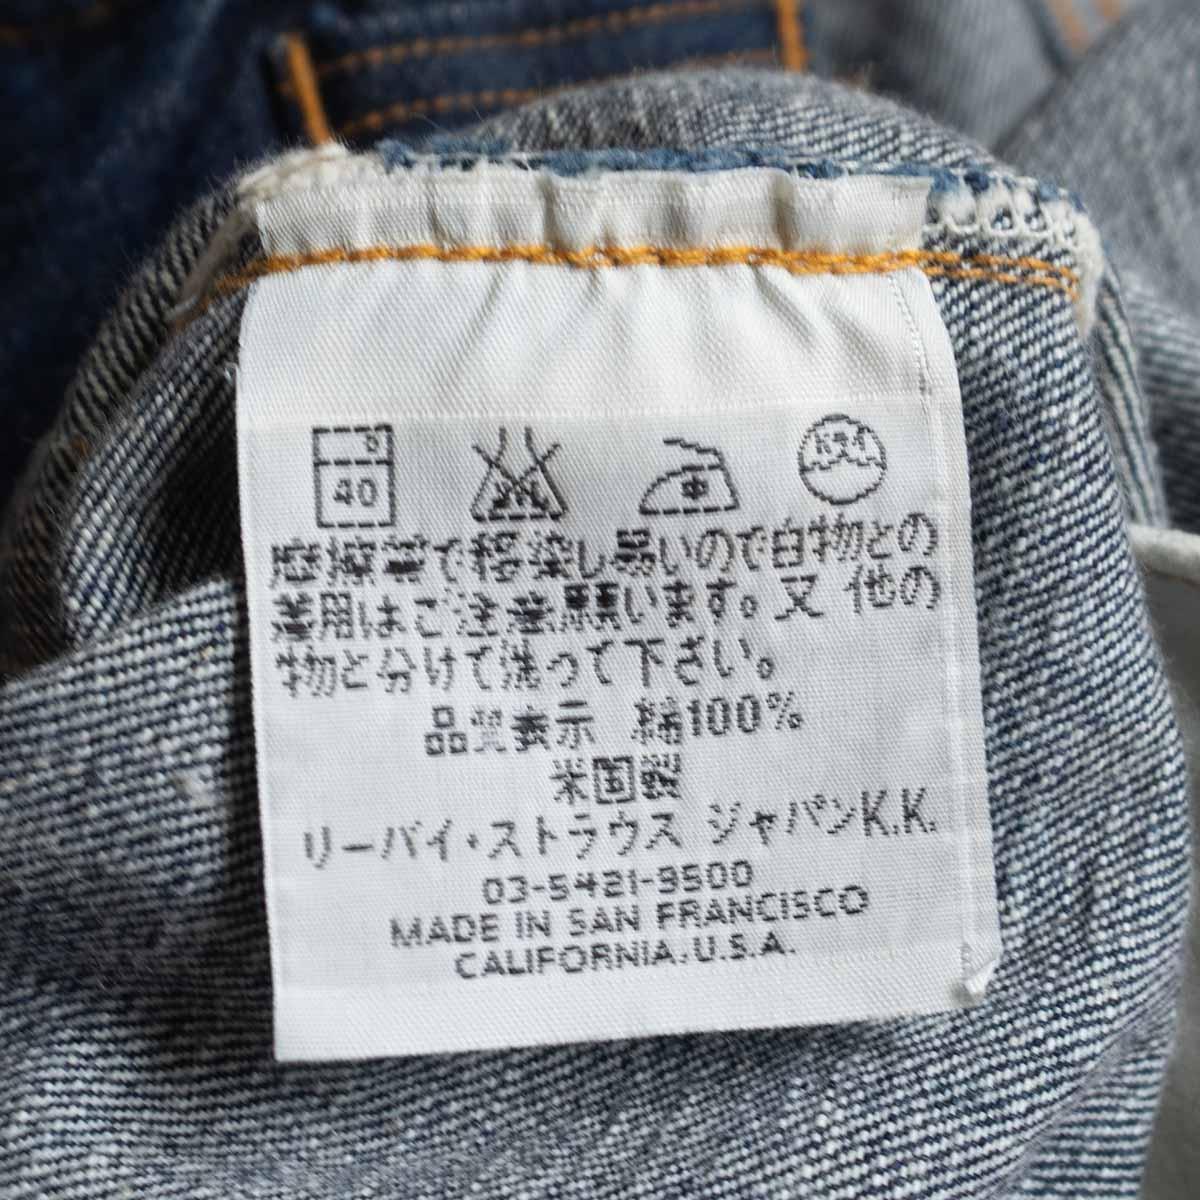 40 ドライ
摩擦等で移染し易いので白物との
着用はご注意願います。又 他の
物と分けて洗って下さい。
品質表示 綿100%
米国製
リーバイ・ストラウス ジャパンK.K.
03-5421-9500
MADE IN SAN FRANCISCO
CALIFORNIA, U.S.A.